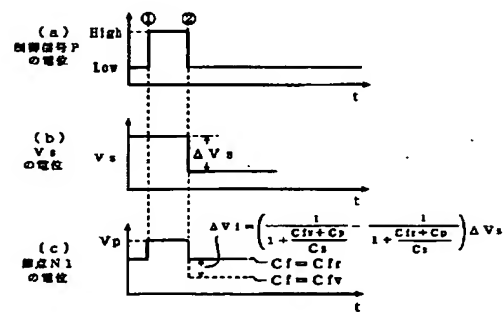 ① ②
(a)
制御信号P
の電位
High
Low
t
(b)
Vs
の電位
Vs
ΔVs
t
(c)
節点N1
の電位
Vp
ΔVi=(1/(1+(Cfv+Cp)/Cs) - 1/(1+(Cfr+Cp)/Cs))ΔVs
Cf=Cfr
Cf=Cfv
t